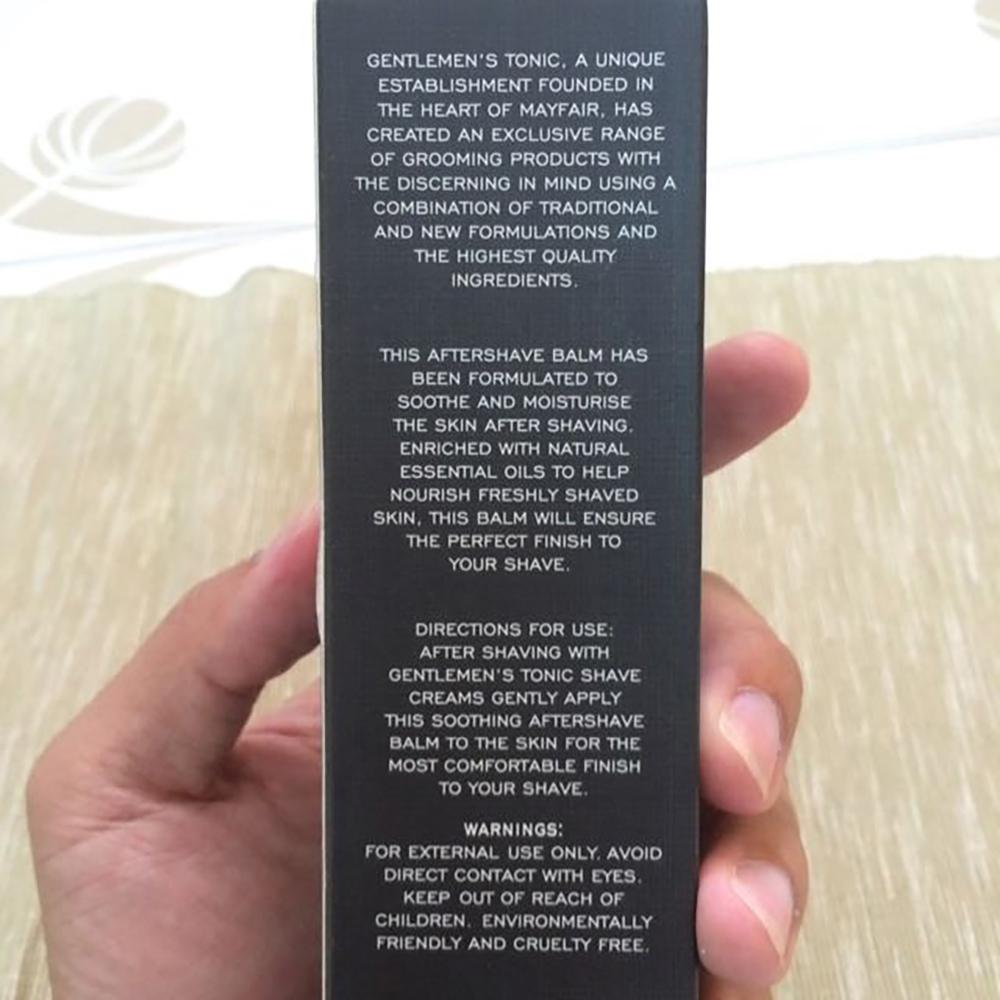 GENTLEMEN'S TONIC, A UNIQUE
ESTABLISHMENT FOUNDED IN
THE HEART OF MAYFAIR, HAS
CREATED AN EXCLUSIVE RANGE
OF GROOMING PRODUCTS WITH
THE DISCERNING IN MIND USING A
COMBINATION OF TRADITIONAL
AND NEW FORMULATIONS AND
THE HIGHEST QUALITY
INGREDIENTS.
THIS AFTERSHAVE BALM HAS
BEEN FORMULATED TO
SOOTHE AND MOISTURISE
THE SKIN AFTER SHAVING.
ENRICHED WITH NATURAL
ESSENTIAL OILS TO HELP
NOURISH FRESHLY SHAVED
SKIN, THIS BALM WILL ENSURE
THE PERFECT FINISH TO
YOUR SHAVE.
DIRECTIONS FOR USE:
AFTER SHAVING WITH
GENTLEMEN'S TONIC SHAVE
CREAMS GENTLY APPLY
THIS SOOTHING AFTERSHAVE
BALM TO THE SKIN FOR THE
MOST COMFORTABLE FINISH
TO YOUR SHAVE.
WARNINGS:
FOR EXTERNAL USE ONLY. AVOID
DIRECT CONTACT WITH EYES.
KEEP OUT OF REACH OF
CHILDREN. ENVIRONMENTALLY
FRIENDLY AND CRUELTY FREE.